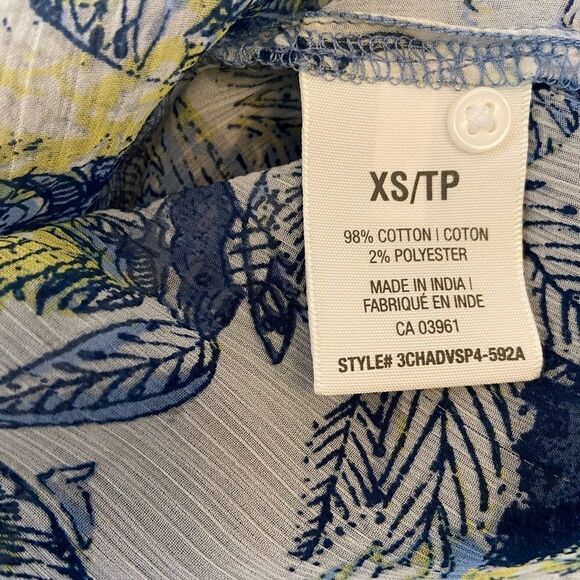 XS/TP
98% COTTON | COTON
2% POLYESTER
MADE IN INDIA |
FABRIQUÉ EN INDE
CA 03961
STYLE# 3CHADVSP4-592A